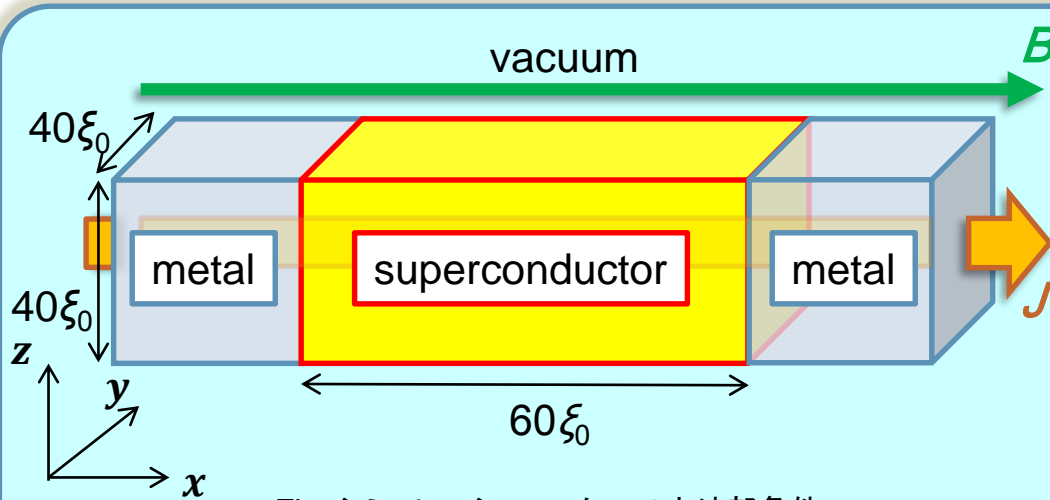 B
vacuum
40ξ₀
metal
superconductor
metal
40ξ₀
J
z
y
60ξ₀
x